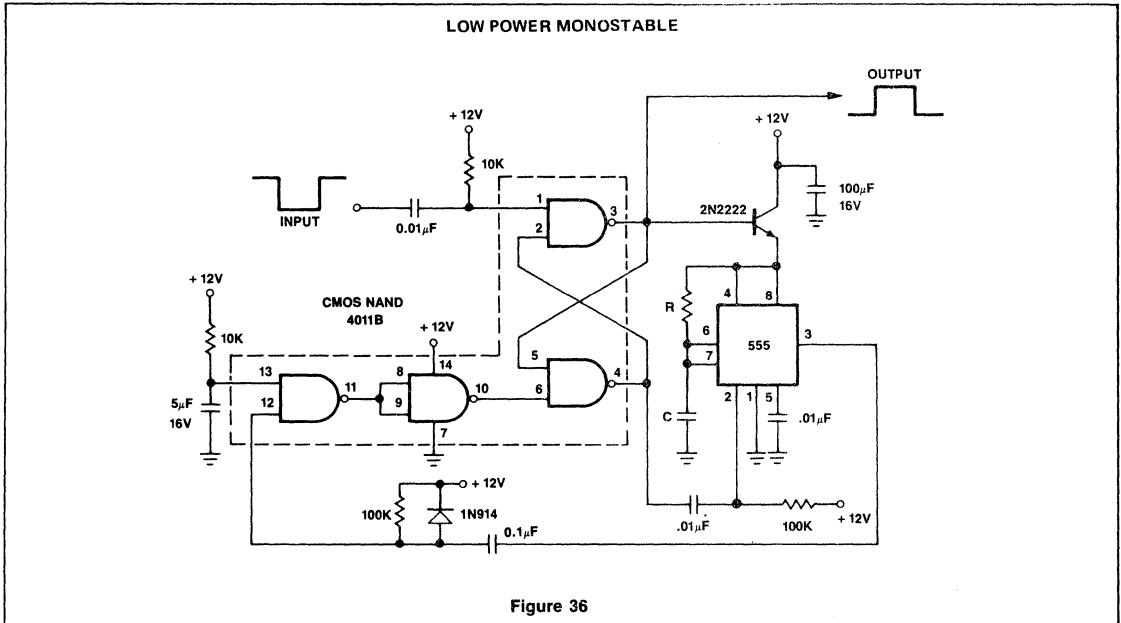 LOW POWER MONOSTABLE
OUTPUT
+ 12V
+ 12V
10K
100µF
16V
2N2222
INPUT
0.01µF
1
2
3
+ 12V
CMOS NAND
4011B
+ 12V
10K
4
8
R
6
7
555
3
5
6
4
14
13
12
11
8
9
10
7
5µF
16V
2
1
5
C
.01µF
+ 12V
100K
1N914
0.1µF
.01µF
100K
+ 12V
Figure 36